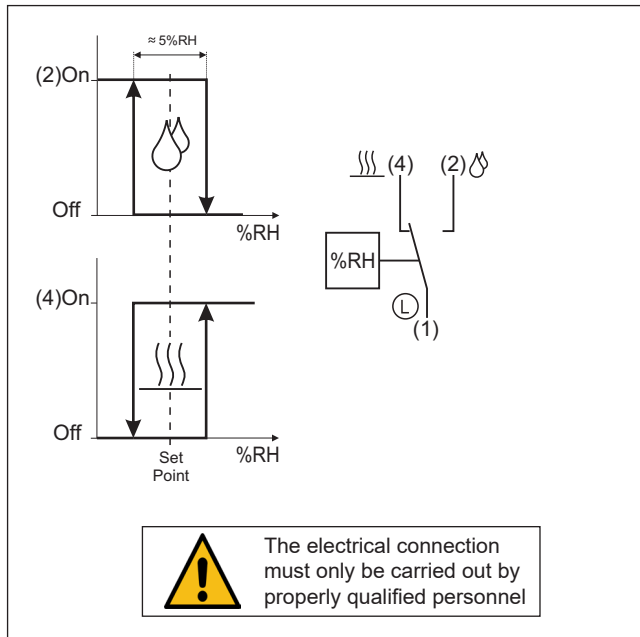 ≈ 5%RH
(2)On
Off
%RH
(4) (2)
%RH
L
(1)
(4)On
Off
%RH
Set
Point
The electrical connection
must only be carried out by
properly qualified personnel